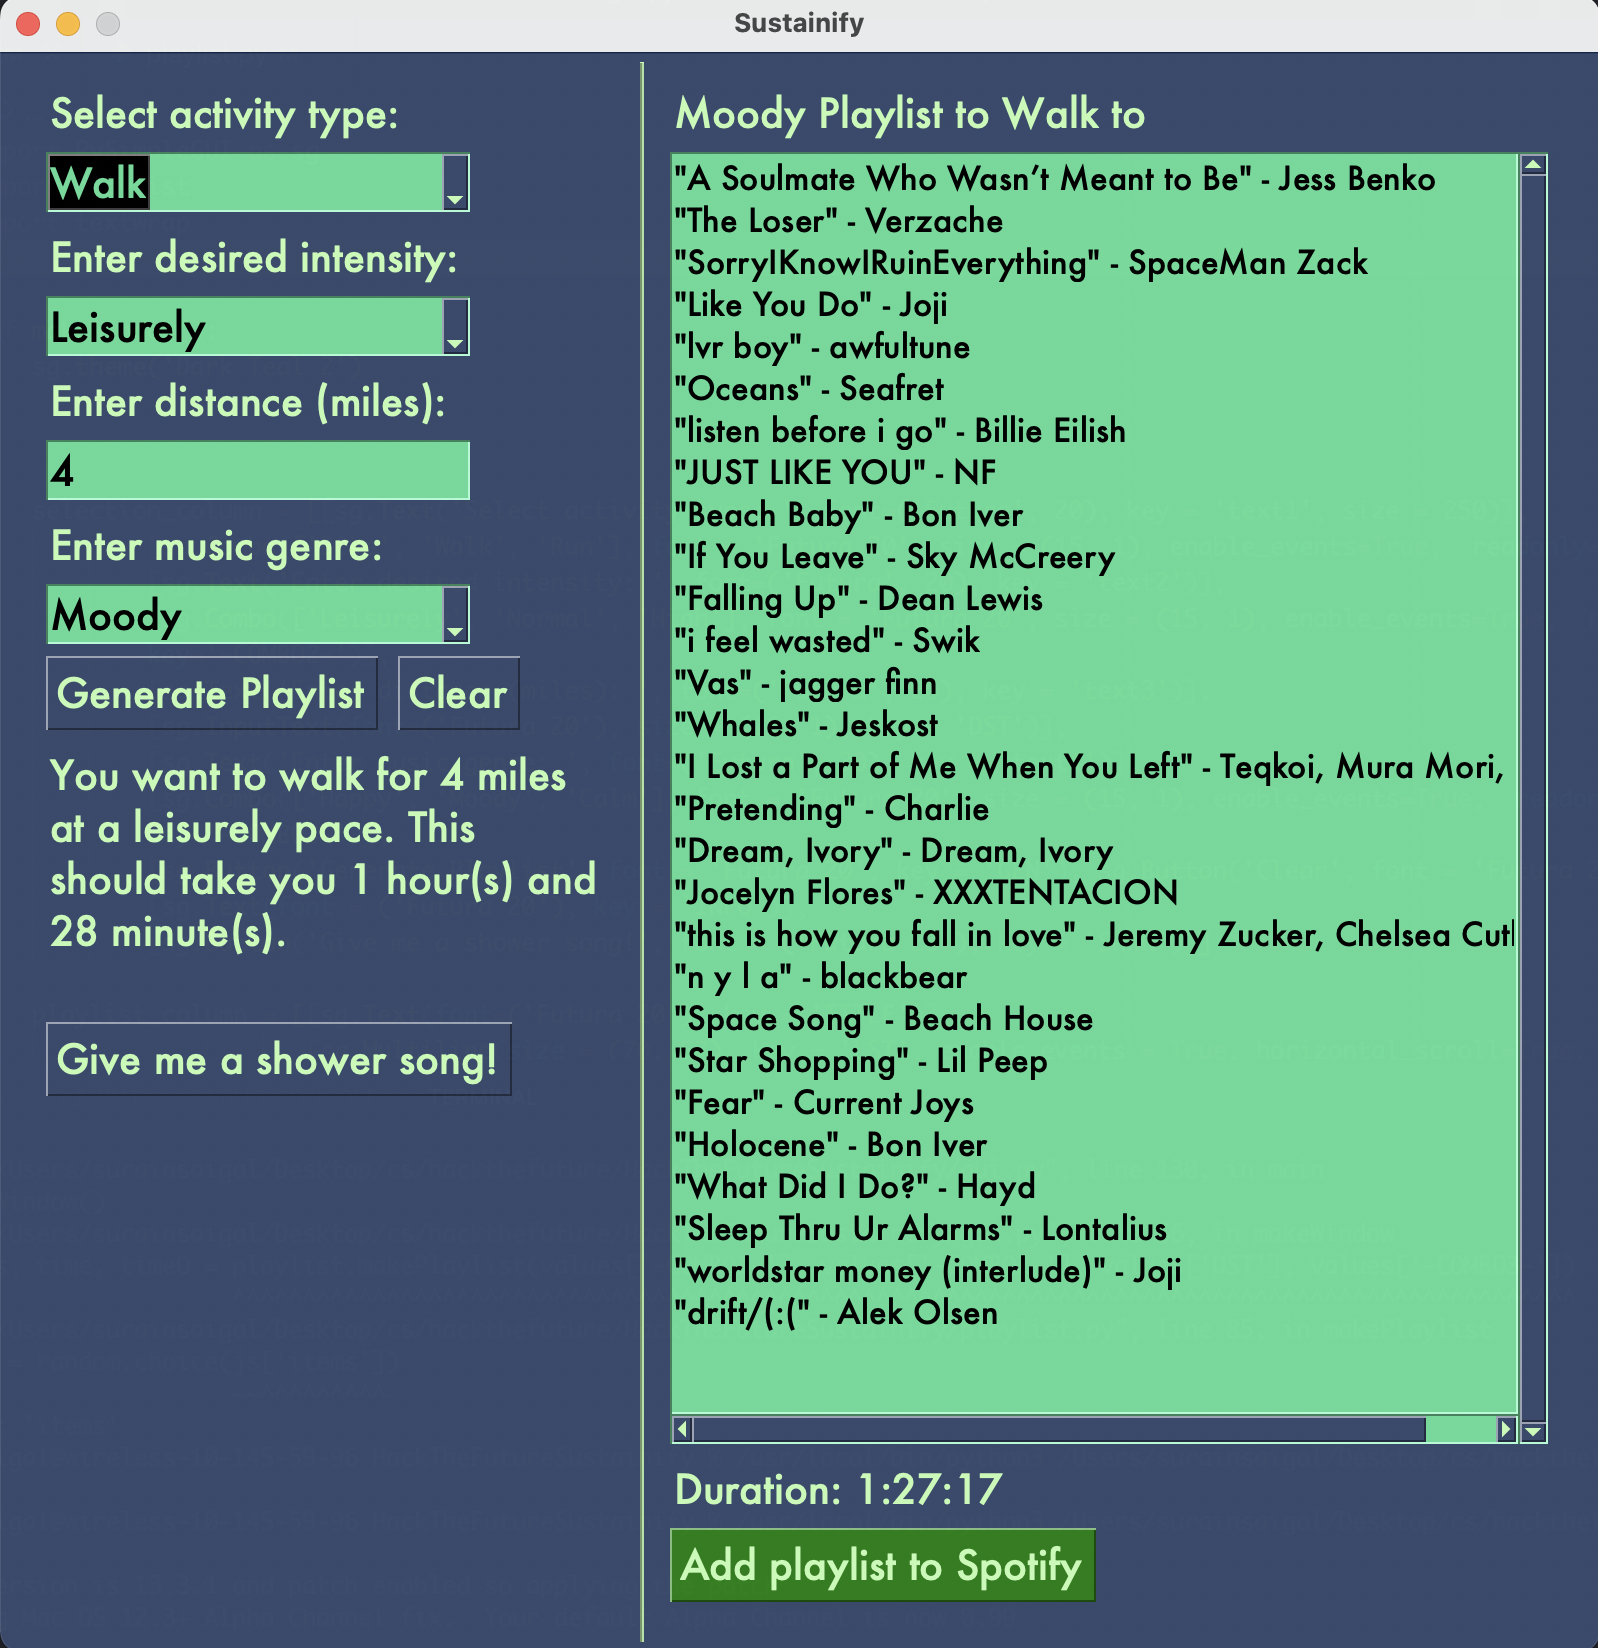 Sustainify
Select activity type:
Walk
Enter desired intensity:
Leisurely
Enter distance (miles):
4
Enter music genre:
Moody
Generate Playlist
Clear
You want to walk for 4 miles
at a leisurely pace. This
should take you 1 hour(s) and
28 minute(s).
Give me a shower song!
Moody Playlist to Walk to
"A Soulmate Who Wasn’t Meant to Be" - Jess Benko
"The Loser" - Verzache
"SorryIKnowIRuinEverything" - SpaceMan Zack
"Like You Do" - Joji
"lvr boy" - awfultune
"Oceans" - Seafret
"listen before i go" - Billie Eilish
"JUST LIKE YOU" - NF
"Beach Baby" - Bon Iver
"If You Leave" - Sky McCreery
"Falling Up" - Dean Lewis
"i feel wasted" - Swik
"Vas" - jagger finn
"Whales" - Jeskost
"I Lost a Part of Me When You Left" - Teqkoi, Mura Mori,
"Pretending" - Charlie
"Dream, Ivory" - Dream, Ivory
"Jocelyn Flores" - XXXTENTACION
"this is how you fall in love" - Jeremy Zucker, Chelsea
"n y l a" - blackbear
"Space Song" - Beach House
"Star Shopping" - Lil Peep
"Fear" - Current Joys
"Holocene" - Bon Iver
"What Did I Do?" - Hayd
"Sleep Thru Ur Alarms" - Lontalius
"worldstar money (interlude)" - Joji
"drift/(:(" - Alek Olsen
Duration: 1:27:17
Add playlist to Spotify